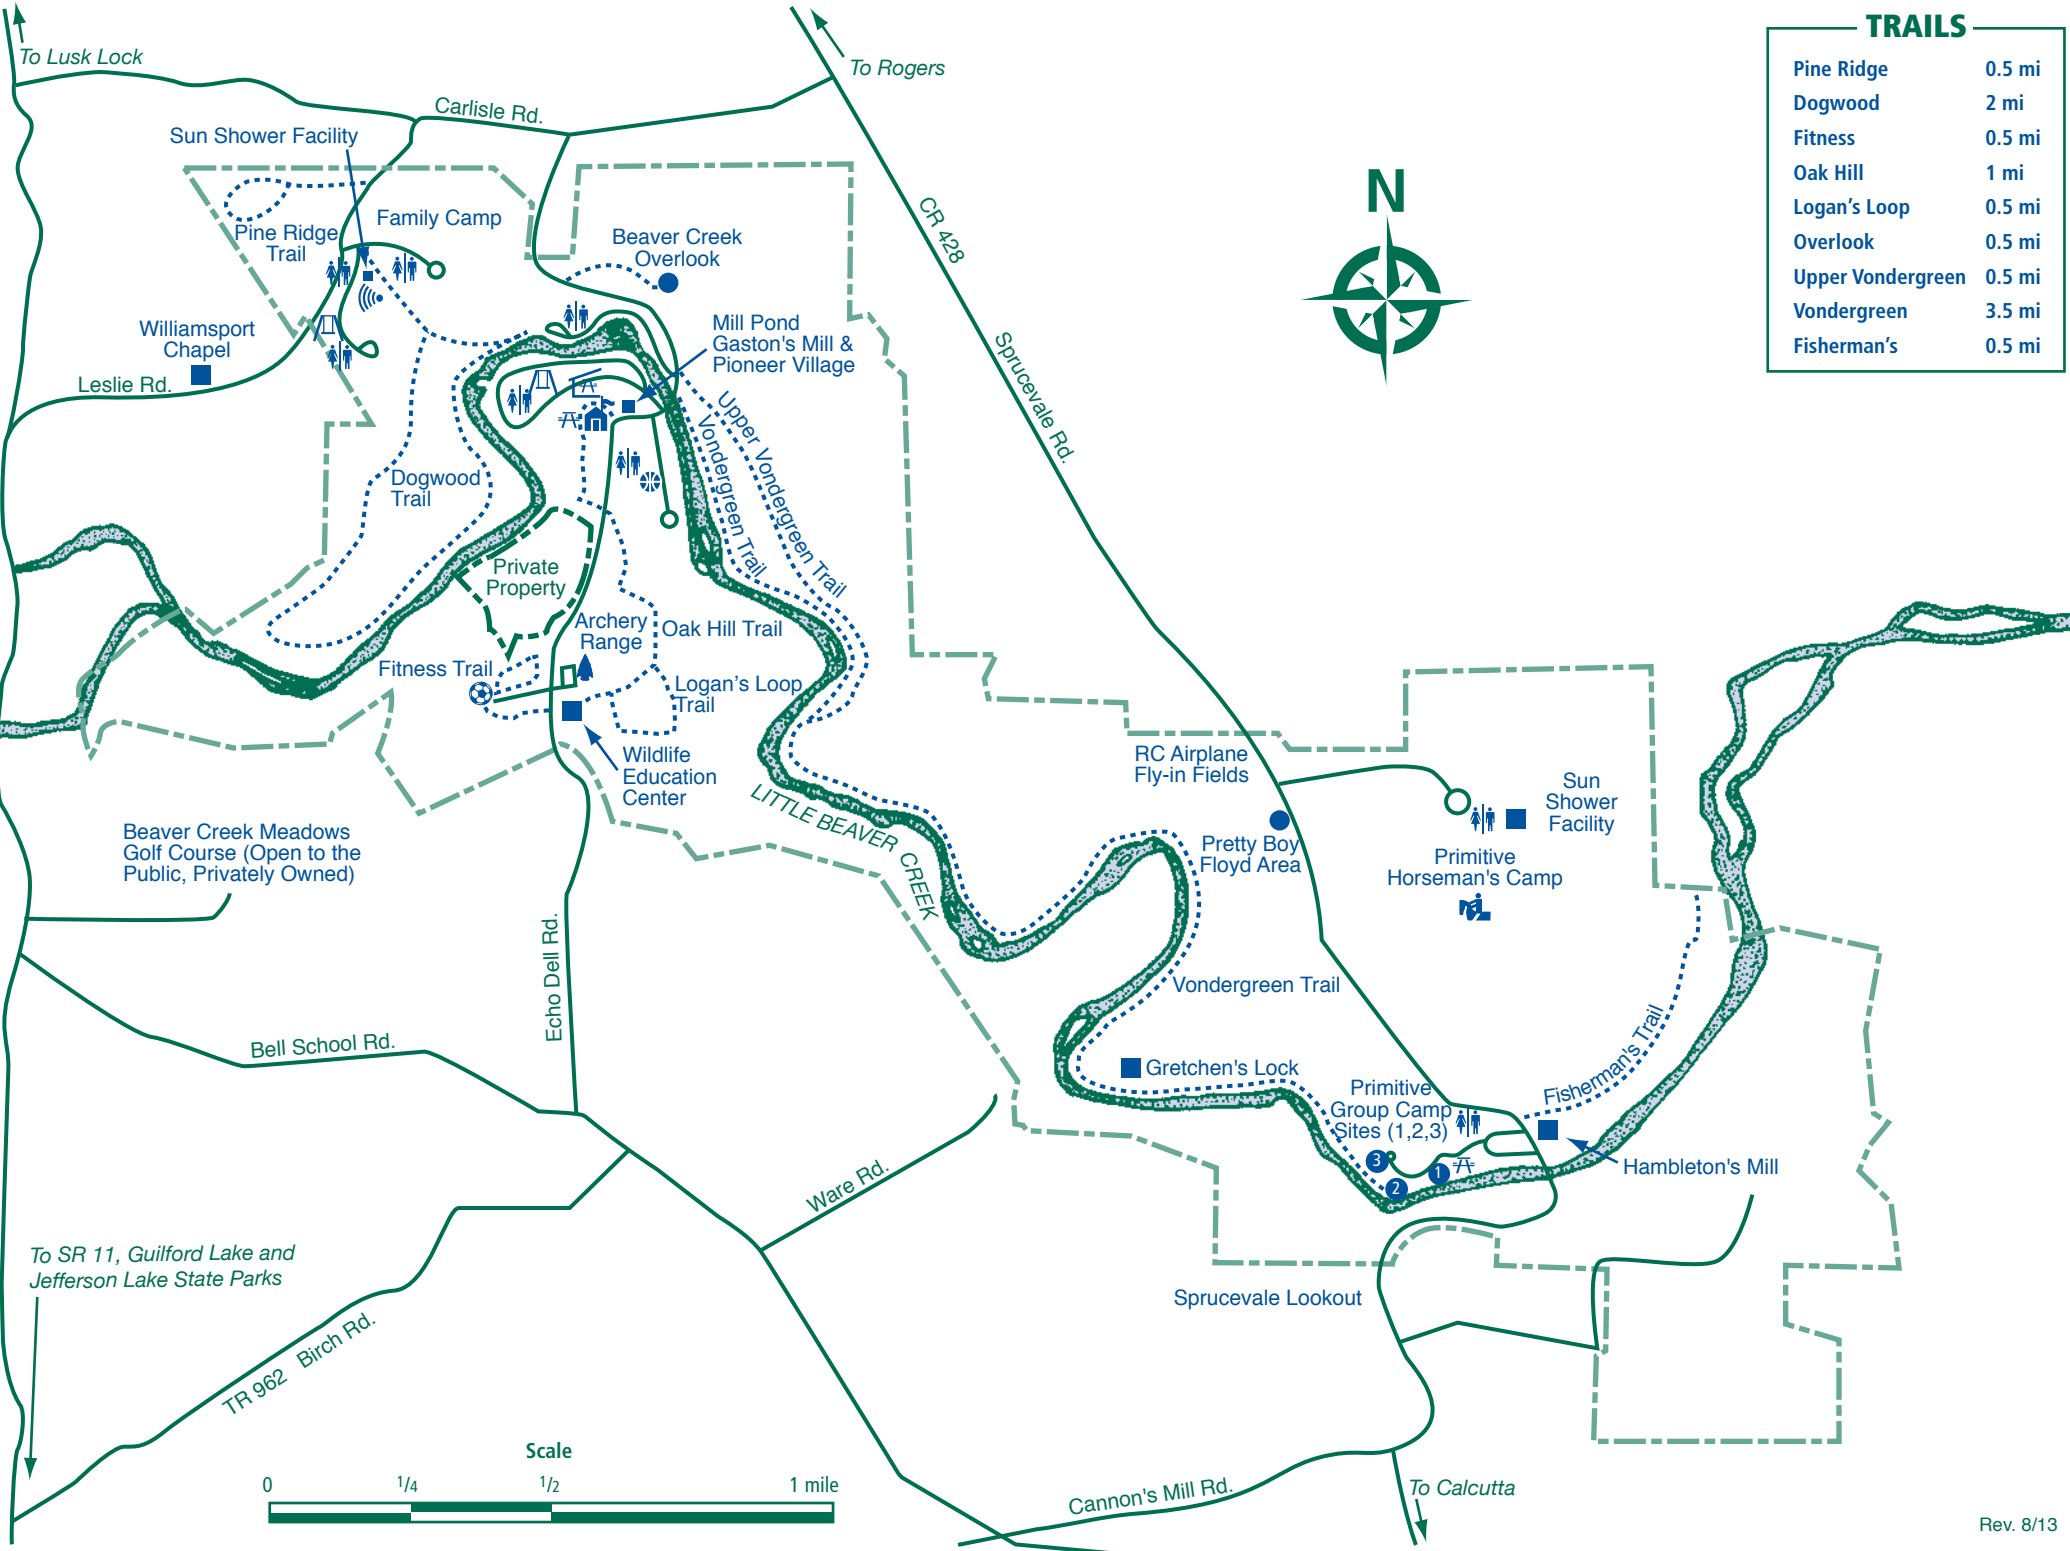 To Lusk Lock
To Rogers
Carlisle Rd.
Sun Shower Facility
TRAILS
Pine Ridge 0.5 mi
Dogwood 2 mi
Fitness 0.5 mi
Oak Hill 1 mi
Logan's Loop 0.5 mi
Overlook 0.5 mi
Upper Vondergreen 0.5 mi
Vondergreen 3.5 mi
Fisherman's 0.5 mi
N
Family Camp
Pine Ridge
Trail
Beaver Creek
Overlook
CR 428
Sprucevale Rd.
Williamsport
Chapel
Leslie Rd.
Mill Pond
Gaston's Mill &
Pioneer Village
Upper Vondergreen Trail
Vondergreen Trail
Dogwood
Trail
Private
Property
Archery
Range
Oak Hill Trail
Fitness Trail
Logan's Loop
Trail
Wildlife
Education
Center
LITTLE BEAVER CREEK
RC Airplane
Fly-in Fields
Sun
Shower
Facility
Pretty Boy
Floyd Area
Primitive
Horseman's Camp
Beaver Creek Meadows
Golf Course (Open to the
Public, Privately Owned)
Echo Dell Rd.
Bell School Rd.
Vondergreen Trail
Gretchen's Lock
Fisherman's Trail
Primitive
Group Camp
Sites (1,2,3)
3
2
1
Hambleton's Mill
Ware Rd.
To SR 11, Guilford Lake and
Jefferson Lake State Parks
Sprucevale Lookout
TR 962 Birch Rd.
Scale
0 1/4 1/2 1 mile
Cannon's Mill Rd.
To Calcutta
Rev. 8/13